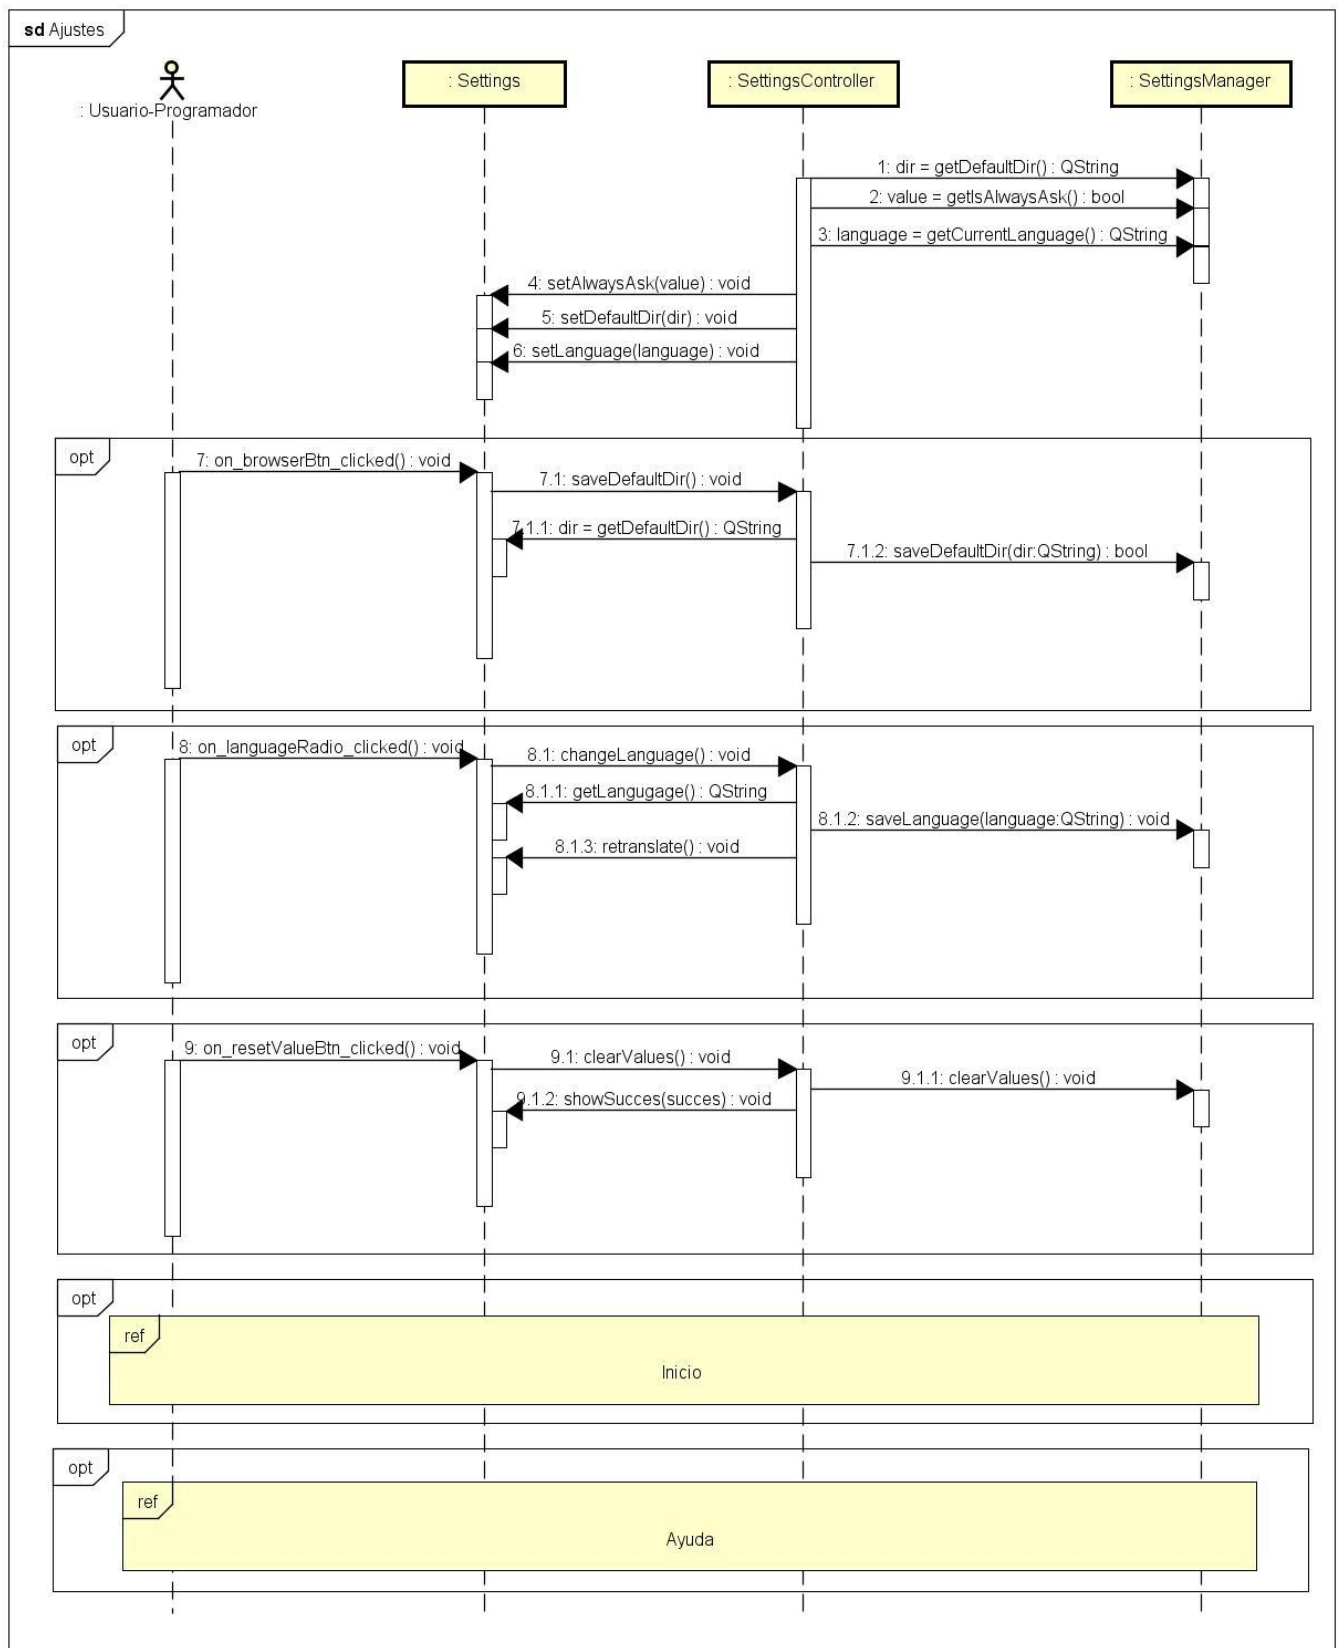 sd Ajustes
: Usuario-Programador
: Settings
: SettingsController
: SettingsManager
1: dir = getDefaultDir() : QString
2: value = getIsAlwaysAsk() : bool
3: language = getCurrentLanguage() : QString
4: setAlwaysAsk(value) : void
5: setDefaultDir(dir) : void
6: setLanguage(language) : void
opt
7: on_browserBtn_clicked() : void
7.1: saveDefaultDir() : void
7.1.1: dir = getDefaultDir() : QString
7.1.2: saveDefaultDir(dir:QString) : bool
opt
8: on_languageRadio_clicked() : void
8.1: changeLanguage() : void
8.1.1: getLangugage() : QString
8.1.2: saveLanguage(language:QString) : void
8.1.3: retranslate() : void
opt
9: on_resetValueBtn_clicked() : void
9.1: clearValues() : void
9.1.1: clearValues() : void
9.1.2: showSucces(succes) : void
opt
ref
Inicio
opt
ref
Ayuda